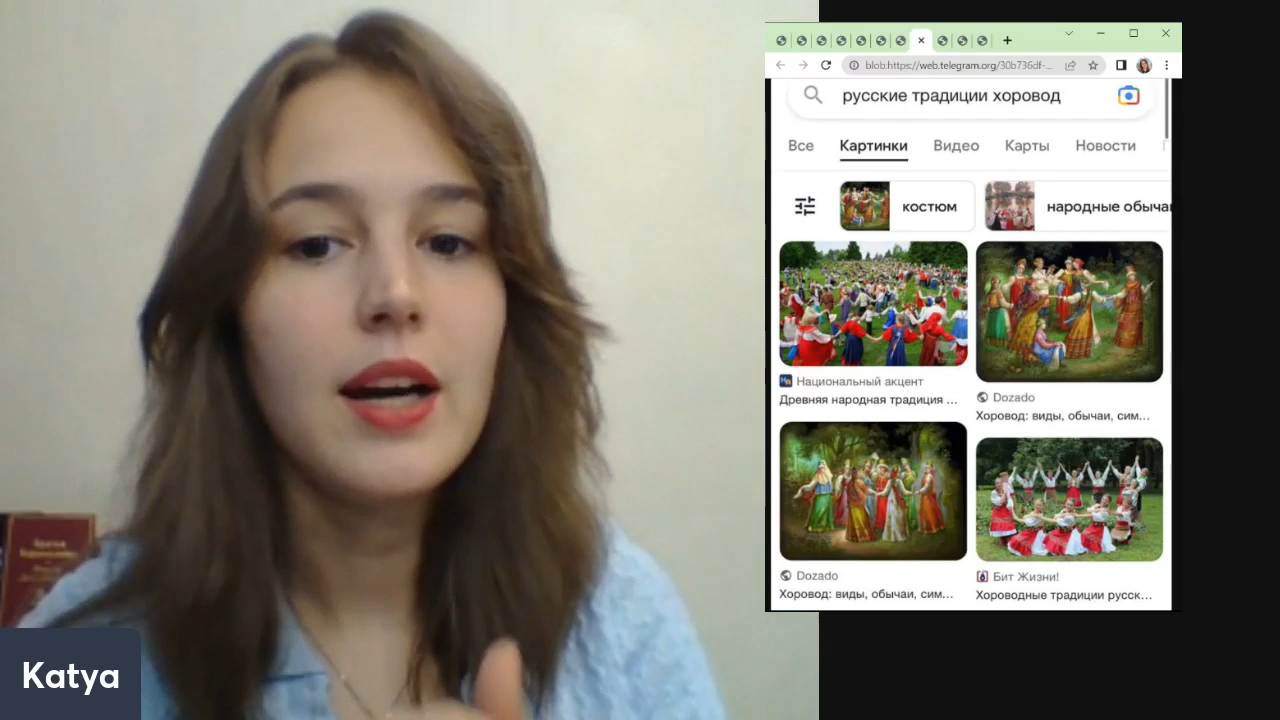 blob:https://web.telegram.org/30b736df-...
русские традиции хоровод
Все Картинки Видео Карты Новости
костюм народные обыча
Национальный акцент
Древняя народная традиция ...
Dozado
Хоровод: виды, обычаи, сим...
Dozado
Хоровод: виды, обычаи, сим...
Бит Жизни!
Хороводные традиции русск...
Katya